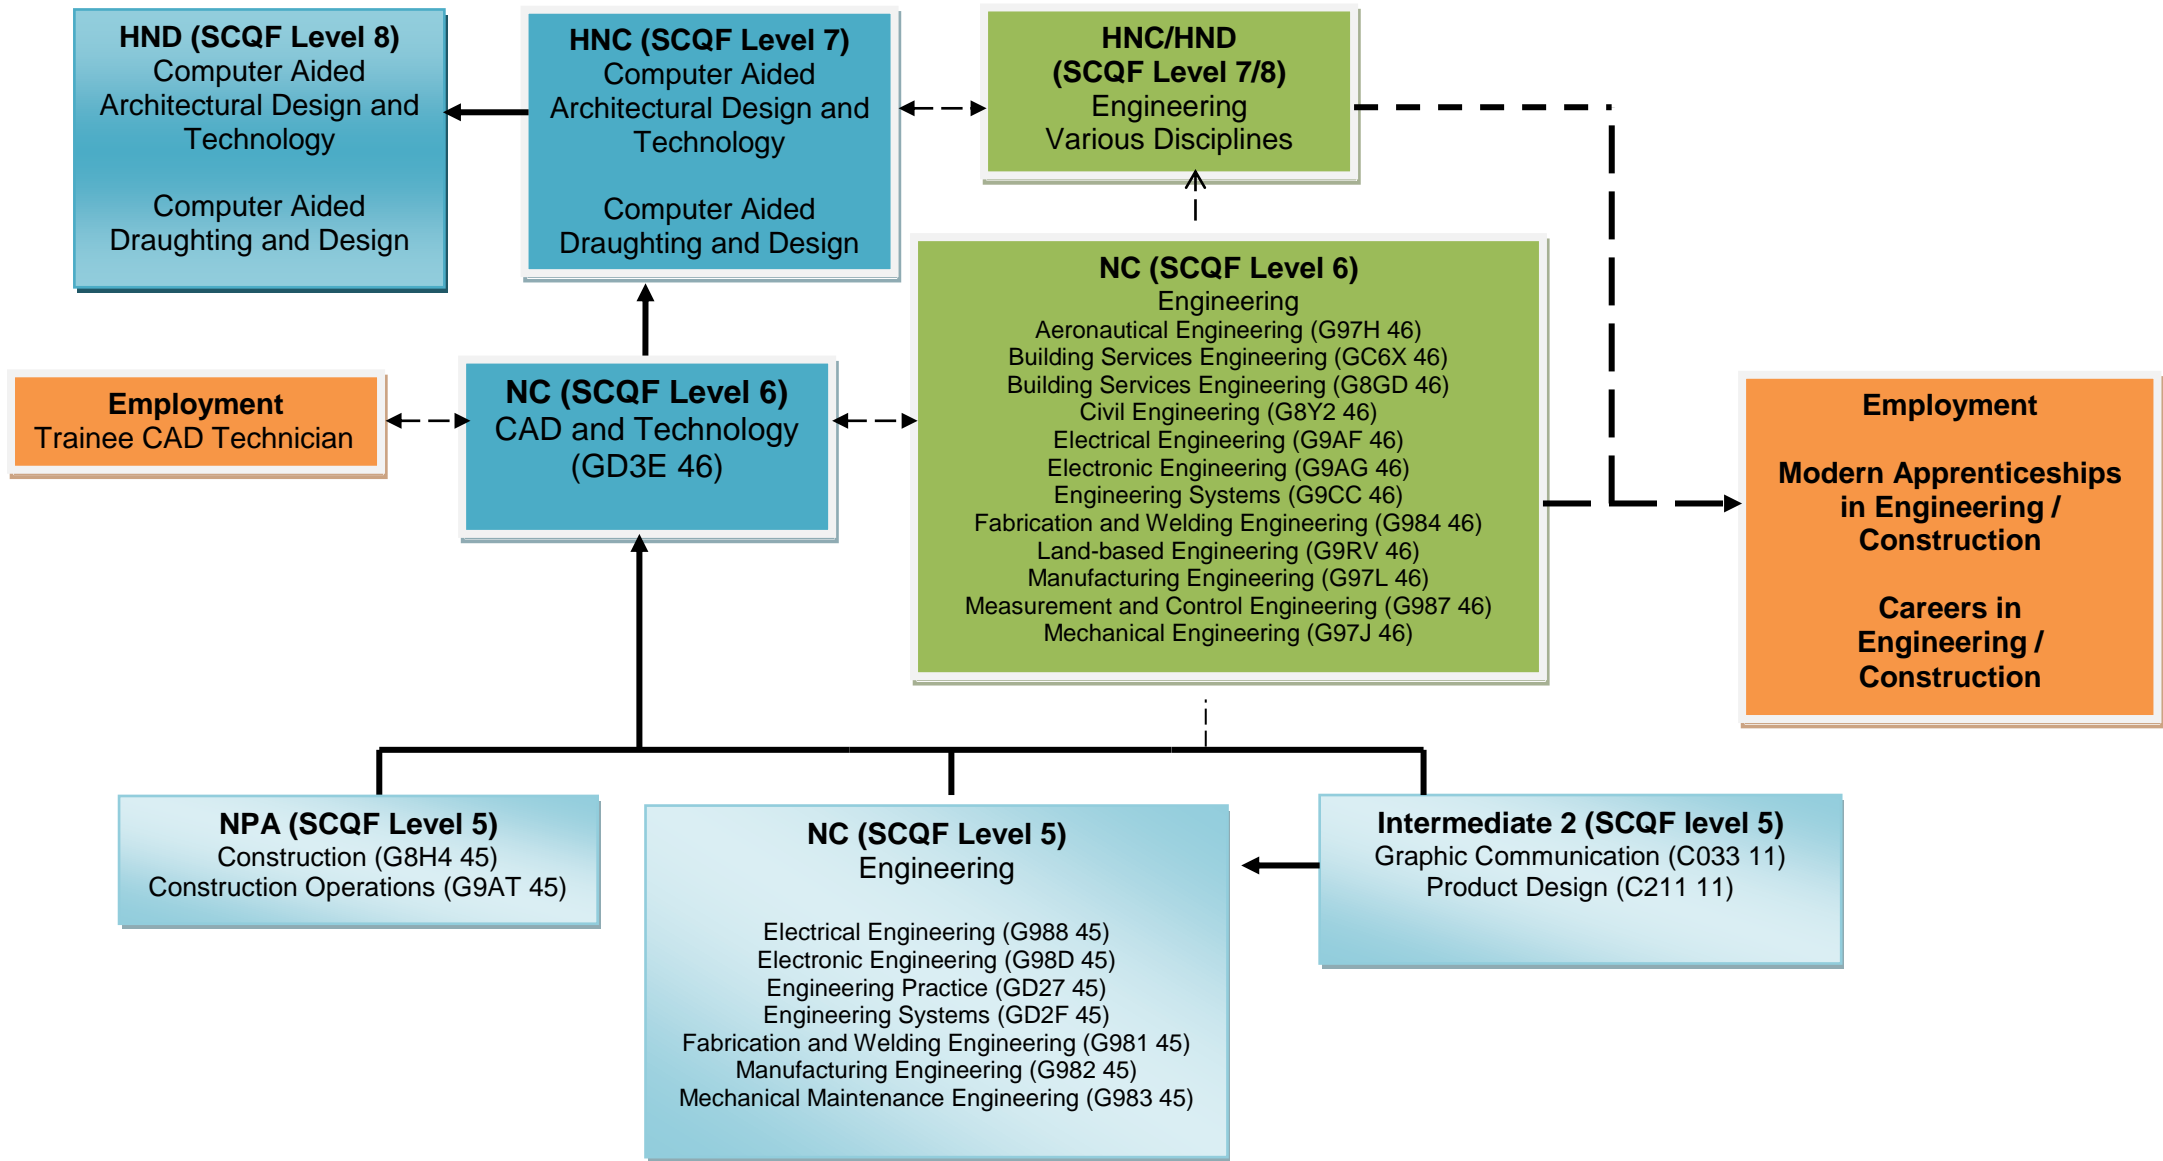 HND (SCQF Level 8)
Computer Aided
Architectural Design and
Technology
Computer Aided
Draughting and Design
HNC (SCQF Level 7)
Computer Aided
Architectural Design and
Technology
Computer Aided
Draughting and Design
HNC/HND
(SCQF Level 7/8)
Engineering
Various Disciplines
Employment
Trainee CAD Technician
NC (SCQF Level 6)
CAD and Technology
(GD3E 46)
NC (SCQF Level 6)
Engineering
Aeronautical Engineering (G97H 46)
Building Services Engineering (GC6X 46)
Building Services Engineering (G8GD 46)
Civil Engineering (G8Y2 46)
Electrical Engineering (G9AF 46)
Electronic Engineering (G9AG 46)
Engineering Systems (G9CC 46)
Fabrication and Welding Engineering (G984 46)
Land-based Engineering (G9RV 46)
Manufacturing Engineering (G97L 46)
Measurement and Control Engineering (G987 46)
Mechanical Engineering (G97J 46)
Employment
Modern Apprenticeships
in Engineering /
Construction
Careers in
Engineering /
Construction
NPA (SCQF Level 5)
Construction (G8H4 45)
Construction Operations (G9AT 45)
NC (SCQF Level 5)
Engineering
Electrical Engineering (G988 45)
Electronic Engineering (G98D 45)
Engineering Practice (GD27 45)
Engineering Systems (GD2F 45)
Fabrication and Welding Engineering (G981 45)
Manufacturing Engineering (G982 45)
Mechanical Maintenance Engineering (G983 45)
Intermediate 2 (SCQF level 5)
Graphic Communication (C033 11)
Product Design (C211 11)